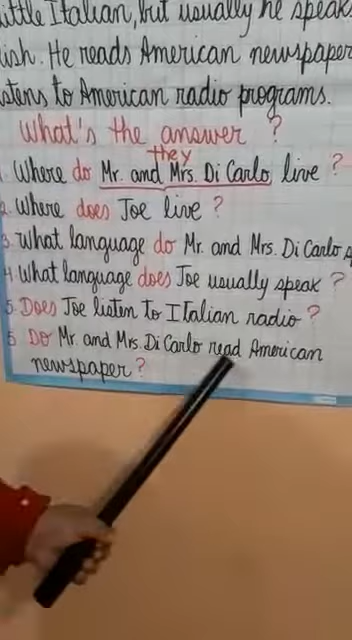 little Italian, but usually he speaks
ish. He reads American newspaper
stens to American radio programs.
What's the answer ?
they
1. Where do Mr. and Mrs. Di Carlo live ?
2. Where does Joe live ?
3. What language do Mr. and Mrs. Di Carlo s
4. What language does Joe usually speak ?
5. Does Joe listen to Italian radio ?
6 Do Mr. and Mrs. Di Carlo read American
newspaper ?